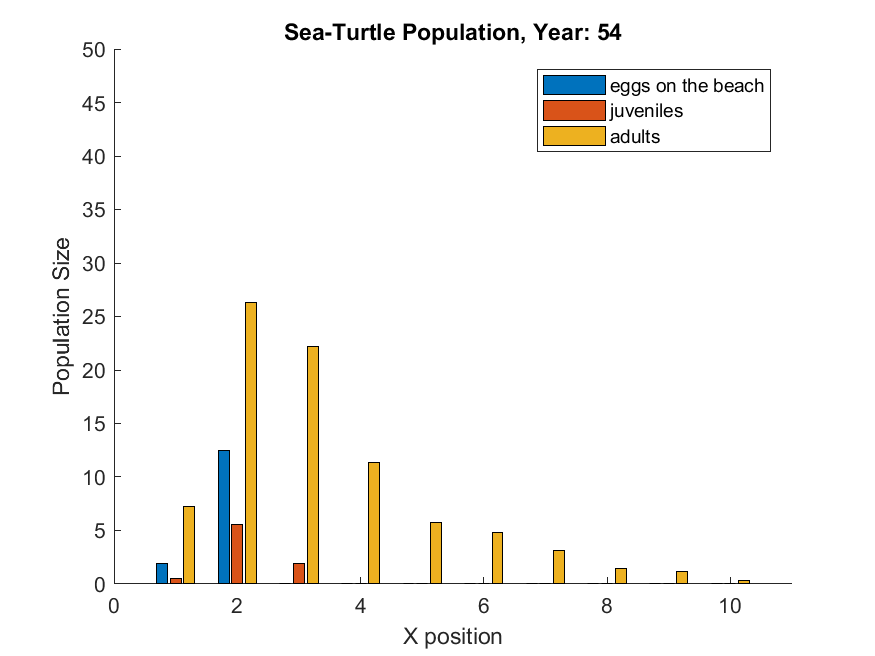 Sea-Turtle Population, Year: 54
50
45
40
35
30
25
20
15
10
5
0
Population Size
eggs on the beach
juveniles
adults
0 2 4 6 8 10
X position